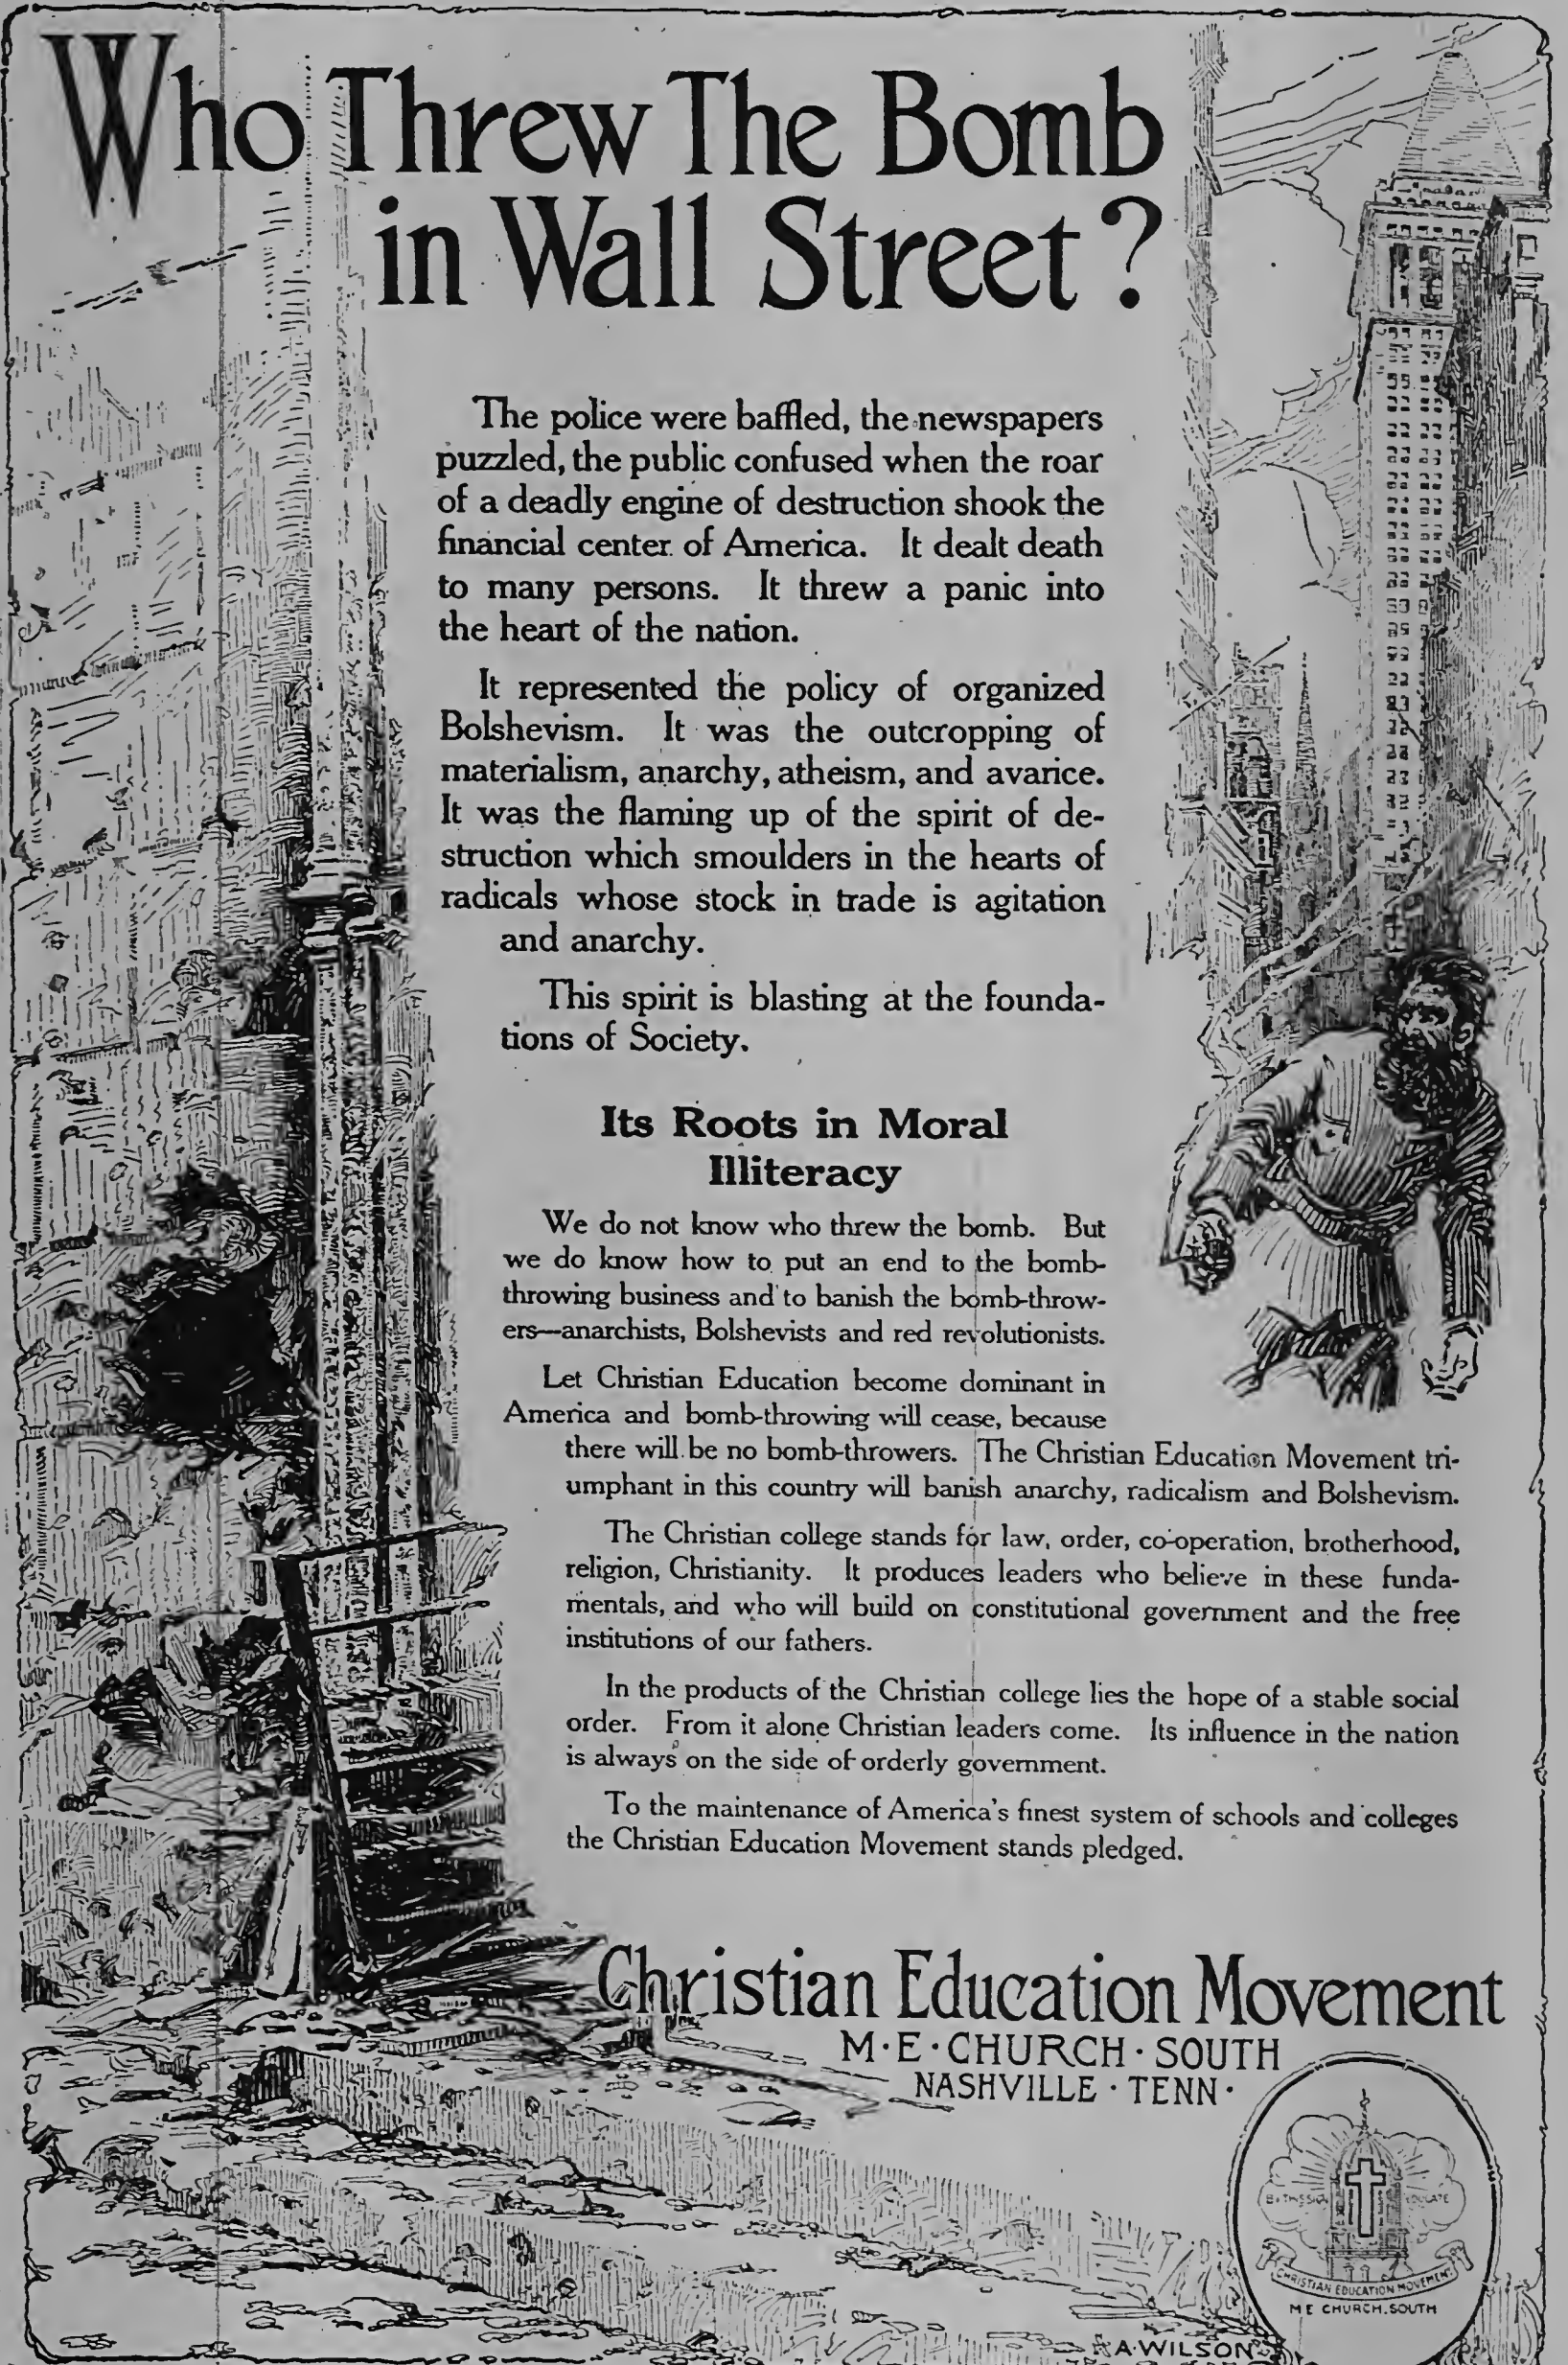 Who Threw The Bomb
in Wall Street?
The police were baffled, the newspapers
puzzled, the public confused when the roar
of a deadly engine of destruction shook the
financial center of America. It dealt death
to many persons. It threw a panic into
the heart of the nation.
It represented the policy of organized
Bolshevism. It was the outcropping of
materialism, anarchy, atheism, and avarice.
It was the flaming up of the spirit of de-
struction which smoulders in the hearts of
radicals whose stock in trade is agitation
and anarchy.
This spirit is blasting at the founda-
tions of Society.
Its Roots in Moral
Illiteracy
We do not know who threw the bomb. But
we do know how to put an end to the bomb-
throwing business and to banish the bomb-throw-
ers—anarchists, Bolshevists and red revolutionists.
Let Christian Education become dominant in
America and bomb-throwing will cease, because
there will be no bomb-throwers. The Christian Education Movement tri-
umphant in this country will banish anarchy, radicalism and Bolshevism.
The Christian college stands for law, order, co-operation, brotherhood,
religion, Christianity. It produces leaders who believe in these funda-
mentals, and who will build on constitutional government and the free
institutions of our fathers.
In the products of the Christian college lies the hope of a stable social
order. From it alone Christian leaders come. Its influence in the nation
is always on the side of orderly government.
To the maintenance of America's finest system of schools and colleges
the Christian Education Movement stands pledged.
Christian Education Movement
M·E·CHURCH·SOUTH
NASHVILLE·TENN·
EDUCATE
CHRISTIAN EDUCATION MOVEMENT
M E CHURCH.SOUTH
A·WILSON